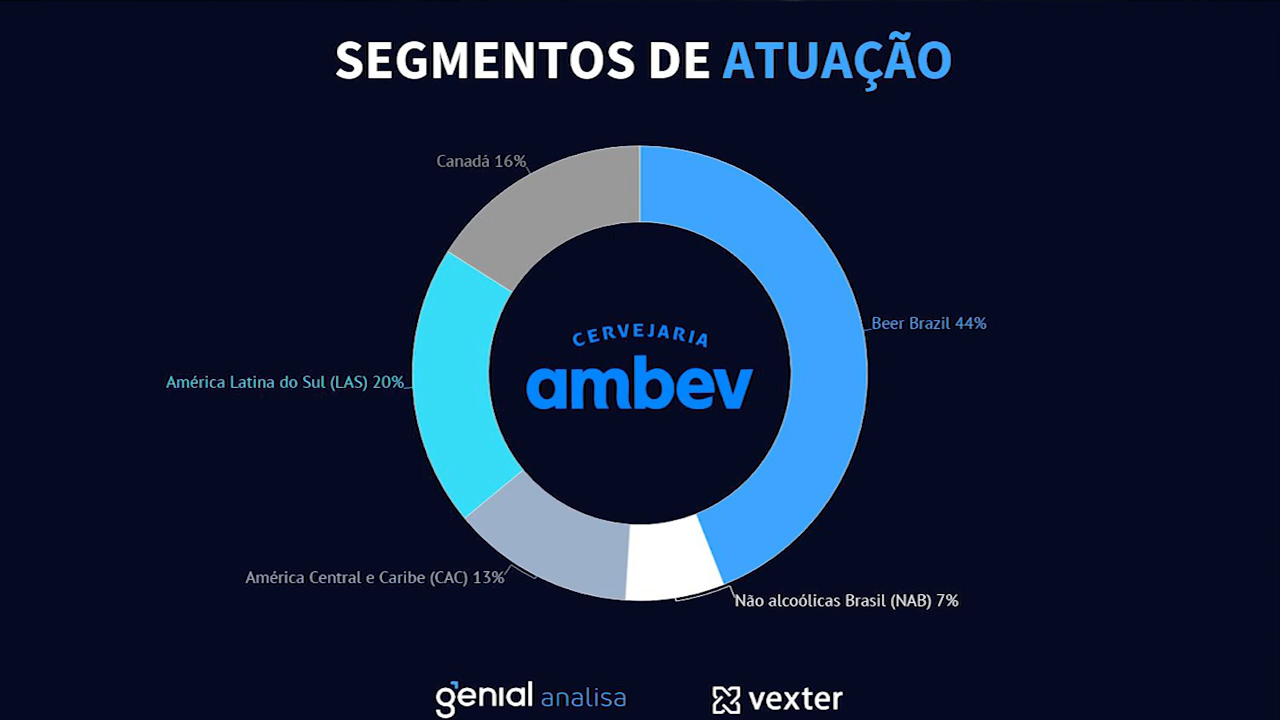 SEGMENTOS DE ATUAÇÃO
Canadá 16%
Beer Brazil 44%
CERVEJARIA
ambev
América Latina do Sul (LAS) 20%
América Central e Caribe (CAC) 13%
Não alcoólicas Brasil (NAB) 7%
genial analisa
vexter